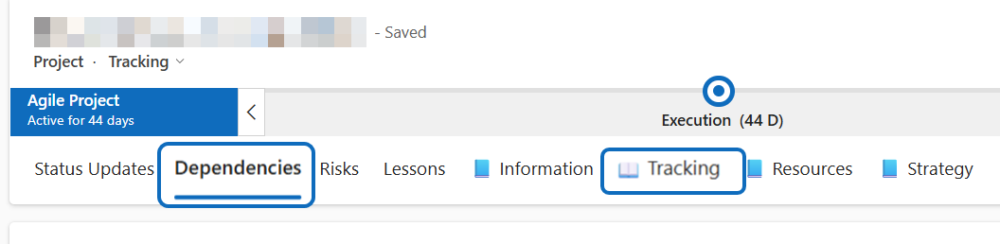 - Saved
Project · Tracking
Agile Project
Active for 44 days
Execution (44 D)
Status Updates Dependencies Risks Lessons Information Tracking Resources Strategy